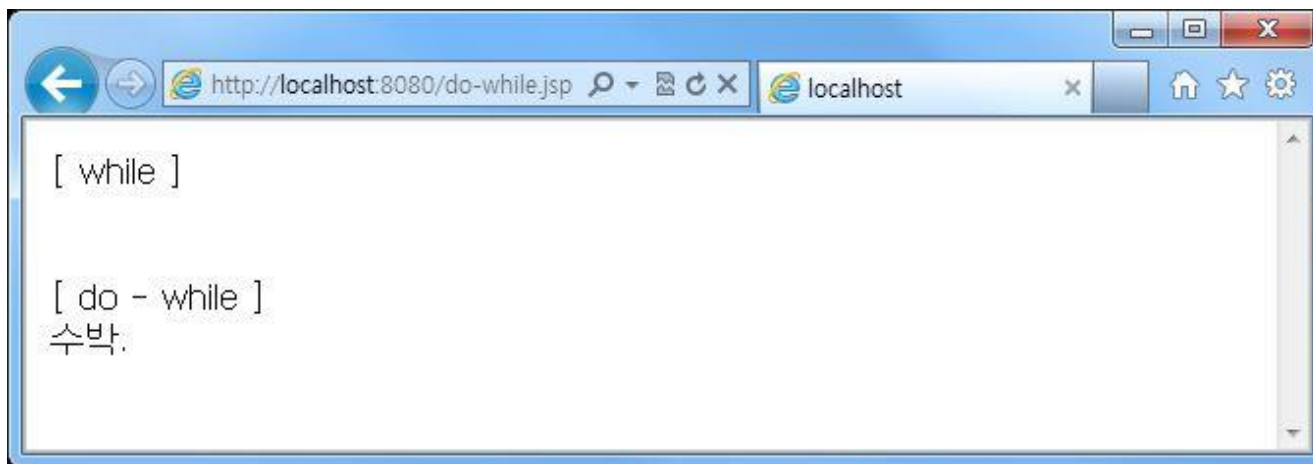 http://localhost:8080/do-while.jsp
localhost
[ while ]
[ do - while ]
수박.